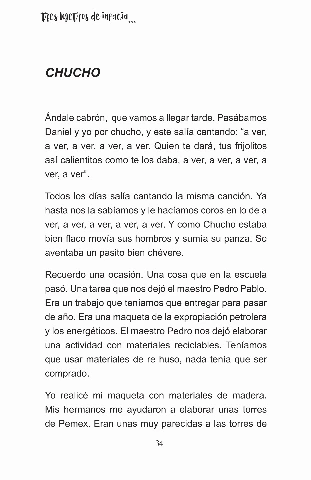 Tres hectipos de infancia...
CHUCHO
Ándale cabrón, que vamos a llegar tarde. Pasábamos
Daniel y yo por chucho, y este salía cantando: "a ver,
a ver, a ver, a ver, a ver. Quien te dará, tus frijolitos
así calientitos como te los daba, a ver, a ver, a ver, a
ver, a ver".
Todos los días salía cantando la misma canción. Ya
hasta nos la sabíamos y le hacíamos coros en lo de a
ver, a ver, a ver, a ver, a ver. Y como Chucho estaba
bien flaco movía sus hombros y sumía su panza. Se
aventaba un pasito bien chévere.
Recuerdo una ocasión. Una cosa que en la escuela
pasó. Una tarea que nos dejó el maestro Pedro Pablo.
Era un trabajo que teníamos que entregar para pasar
de año. Era una maqueta de la expropiación petrolera
y los energéticos. El maestro Pedro nos dejó elaborar
una actividad con materiales reciclables. Teníamos
que usar materiales de re huso, nada tenía que ser
comprado.
Yo realicé mi maqueta con materiales de madera.
Mis hermanos me ayudaron a elaborar unas torres
de Pemex. Eran unas muy parecidas a las torres de
34